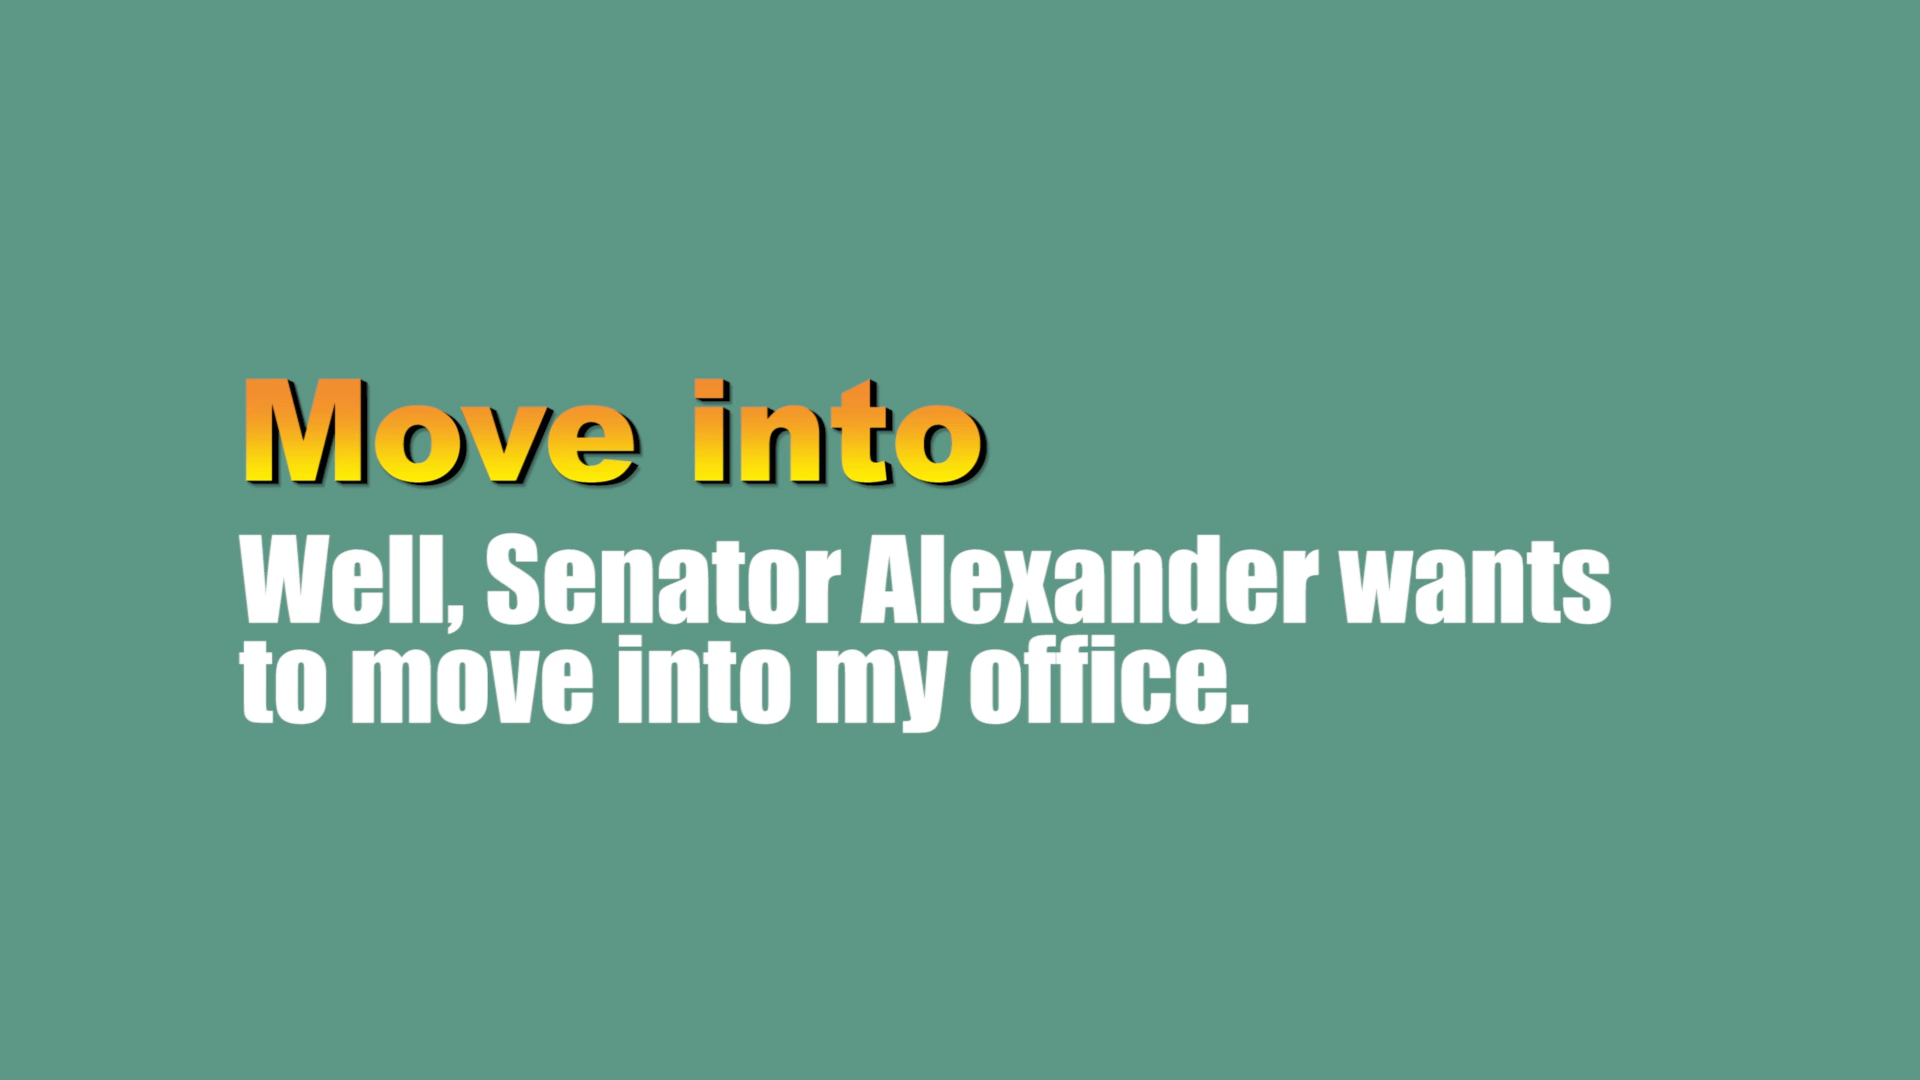 Move into
Well, Senator Alexander wants
to move into my office.